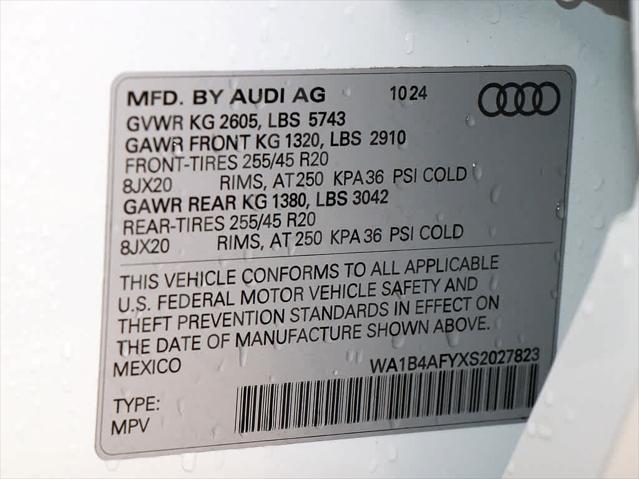 MFD. BY AUDI AG 1024
GVWR KG 2605, LBS 5743
GAWR FRONT KG 1320, LBS 2910
FRONT-TIRES 255/45 R20
8JX20 RIMS, AT 250 KPA 36 PSI COLD
GAWR REAR KG 1380, LBS 3042
REAR-TIRES 255/45 R20
8JX20 RIMS, AT 250 KPA 36 PSI COLD
THIS VEHICLE CONFORMS TO ALL APPLICABLE
U.S. FEDERAL MOTOR VEHICLE SAFETY AND
THEFT PREVENTION STANDARDS IN EFFECT ON
THE DATE OF MANUFACTURE SHOWN ABOVE.
MEXICO WA1B4AFYXS2027823
TYPE:
MPV